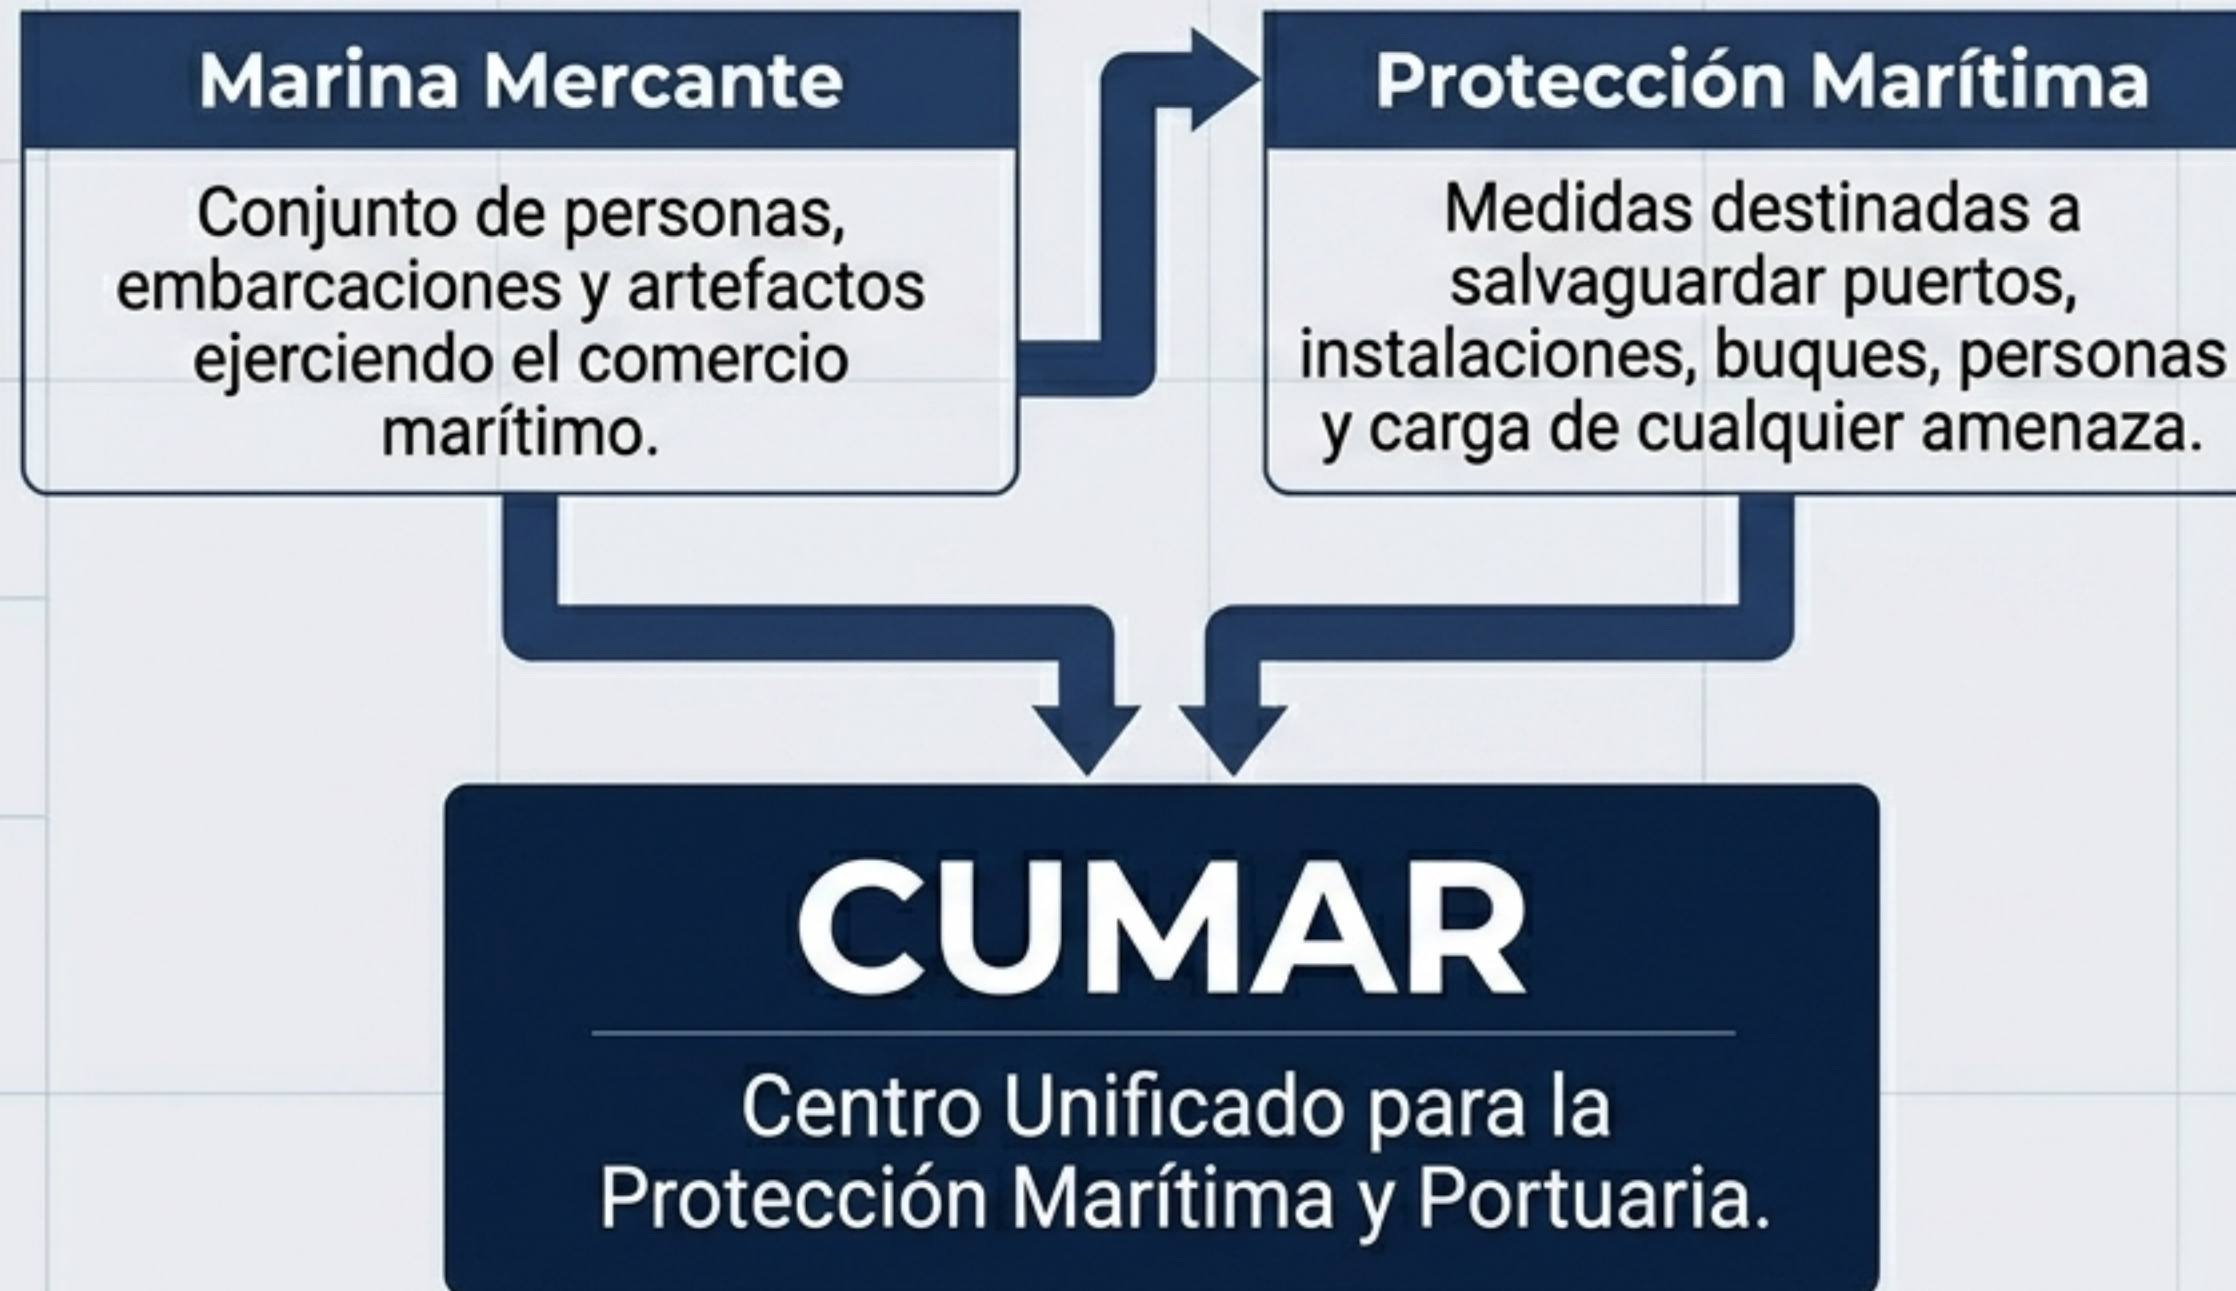 Marina Mercante
Conjunto de personas,
embarcaciones y artefactos
ejerciendo el comercio
marítimo.
Protección Marítima
Medidas destinadas a
salvaguardar puertos,
instalaciones, buques, personas
y carga de cualquier amenaza.
CUMAR
Centro Unificado para la
Protección Marítima y Portuaria.